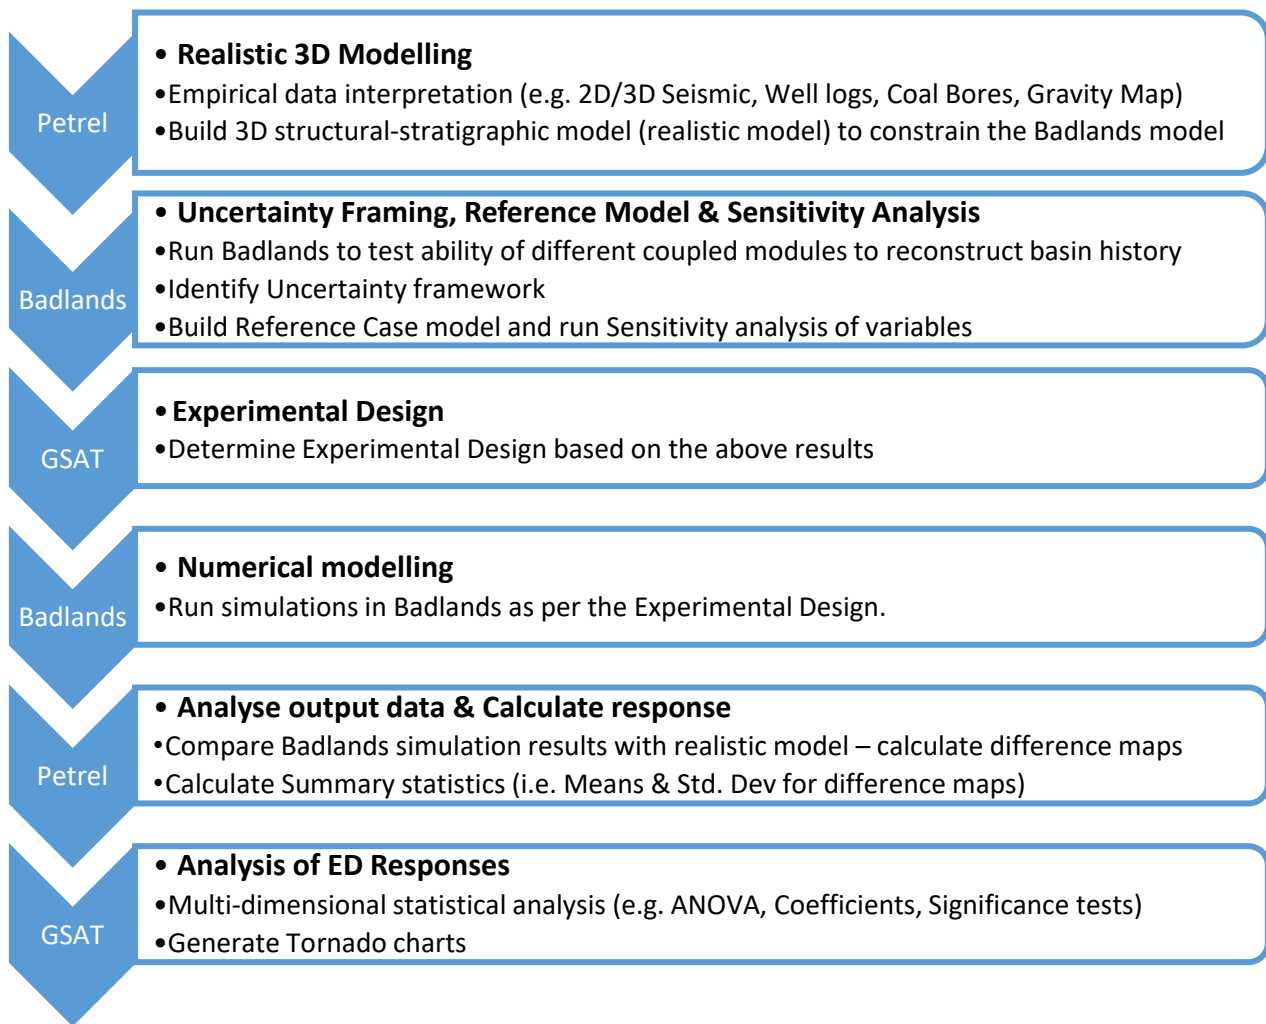 Petrel
• Realistic 3D Modelling
•Empirical data interpretation (e.g. 2D/3D Seismic, Well logs, Coal Bores, Gravity Map)
•Build 3D structural-stratigraphic model (realistic model) to constrain the Badlands model
Badlands
• Uncertainty Framing, Reference Model & Sensitivity Analysis
•Run Badlands to test ability of different coupled modules to reconstruct basin history
•Identify Uncertainty framework
•Build Reference Case model and run Sensitivity analysis of variables
GSAT
•Experimental Design
•Determine Experimental Design based on the above results
Badlands
• Numerical modelling
•Run simulations in Badlands as per the Experimental Design.
Petrel
• Analyse output data & Calculate response
•Compare Badlands simulation results with realistic model – calculate difference maps
•Calculate Summary statistics (i.e. Means & Std. Dev for difference maps)
GSAT
• Analysis of ED Responses
•Multi-dimensional statistical analysis (e.g. ANOVA, Coefficients, Significance tests)
•Generate Tornado charts